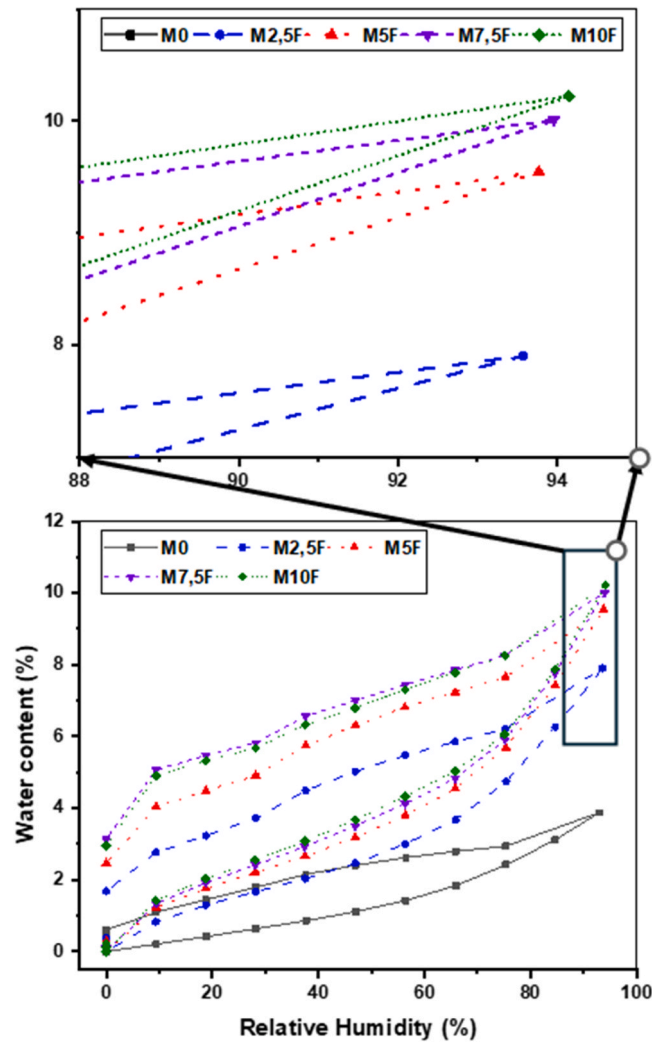 M0 M2,5F M5F M7,5F M10F
10
8
88 90 92 94
12
M0 M2,5F M5F
M7,5F M10F
10
8
6
4
2
0
Water content (%)
0 20 40 60 80 100
Relative Humidity (%)